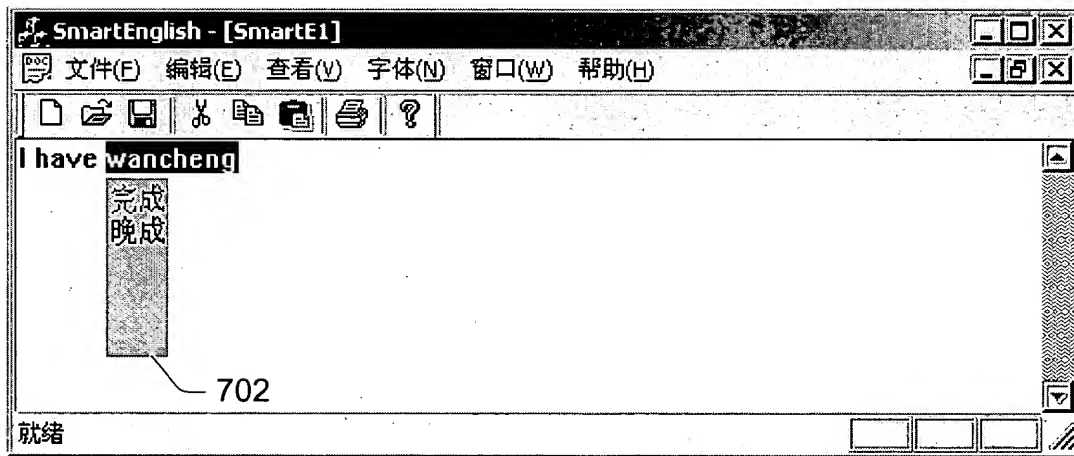 SmartEnglish - [SmartE1]
文件(F) 编辑(E) 查看(V) 字体(N) 窗口(W) 帮助(H)
I have wancheng
完成
晚成
702
就绪